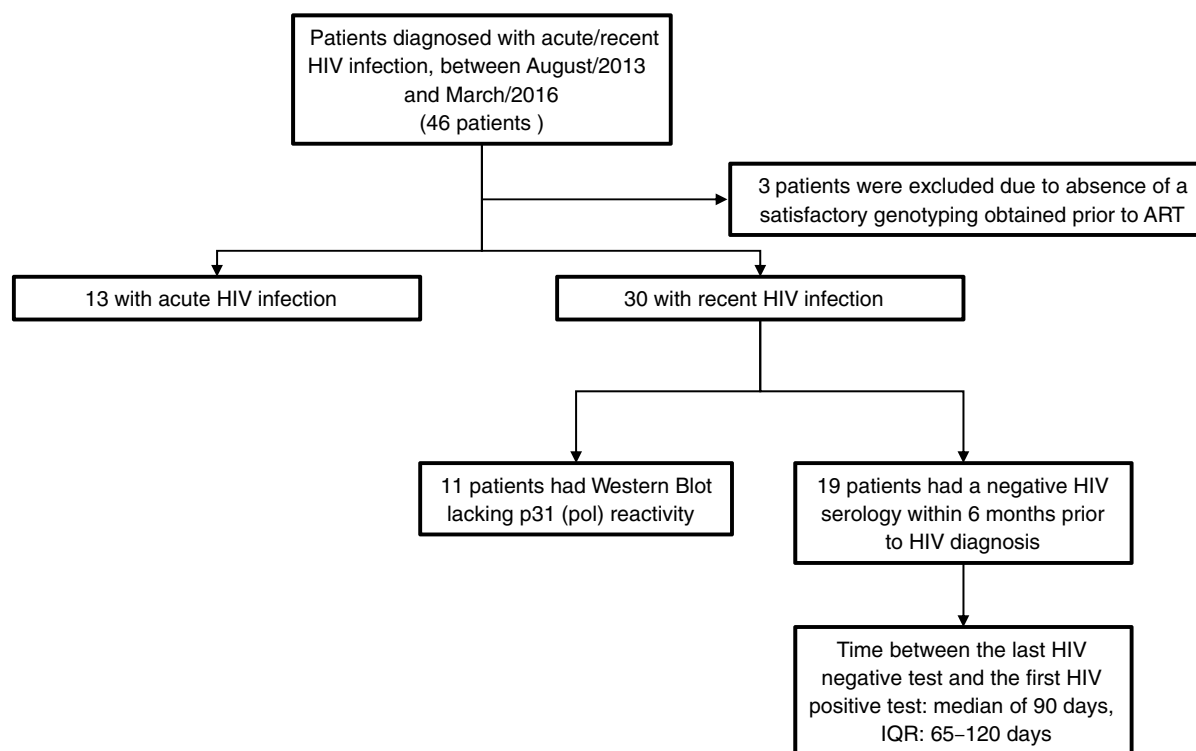 Patients diagnosed with acute/recent
HIV infection, between August/2013
and March/2016
(46 patients )
3 patients were excluded due to absence of a
satisfactory genotyping obtained prior to ART
13 with acute HIV infection
30 with recent HIV infection
11 patients had Western Blot
lacking p31 (pol) reactivity
19 patients had a negative HIV
serology within 6 months prior
to HIV diagnosis
Time between the last HIV
negative test and the first HIV
positive test: median of 90 days,
IQR: 65–120 days